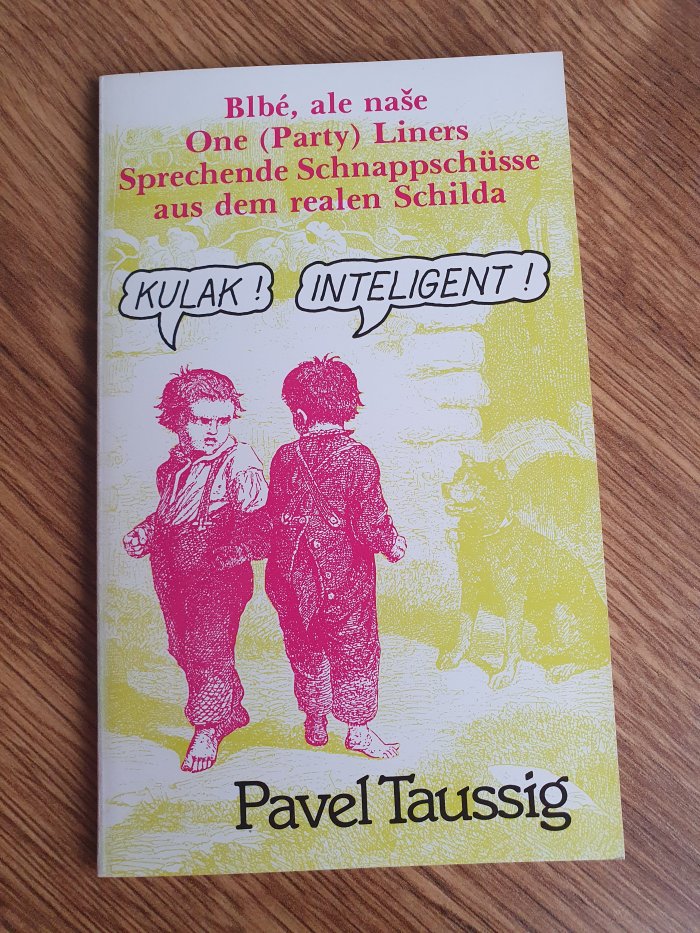 Blbé, ale naše
One (Party) Liners
Sprechende Schnappschüsse
aus dem realen Schilda
KULAK !
INTELIGENT !
Pavel Taussig